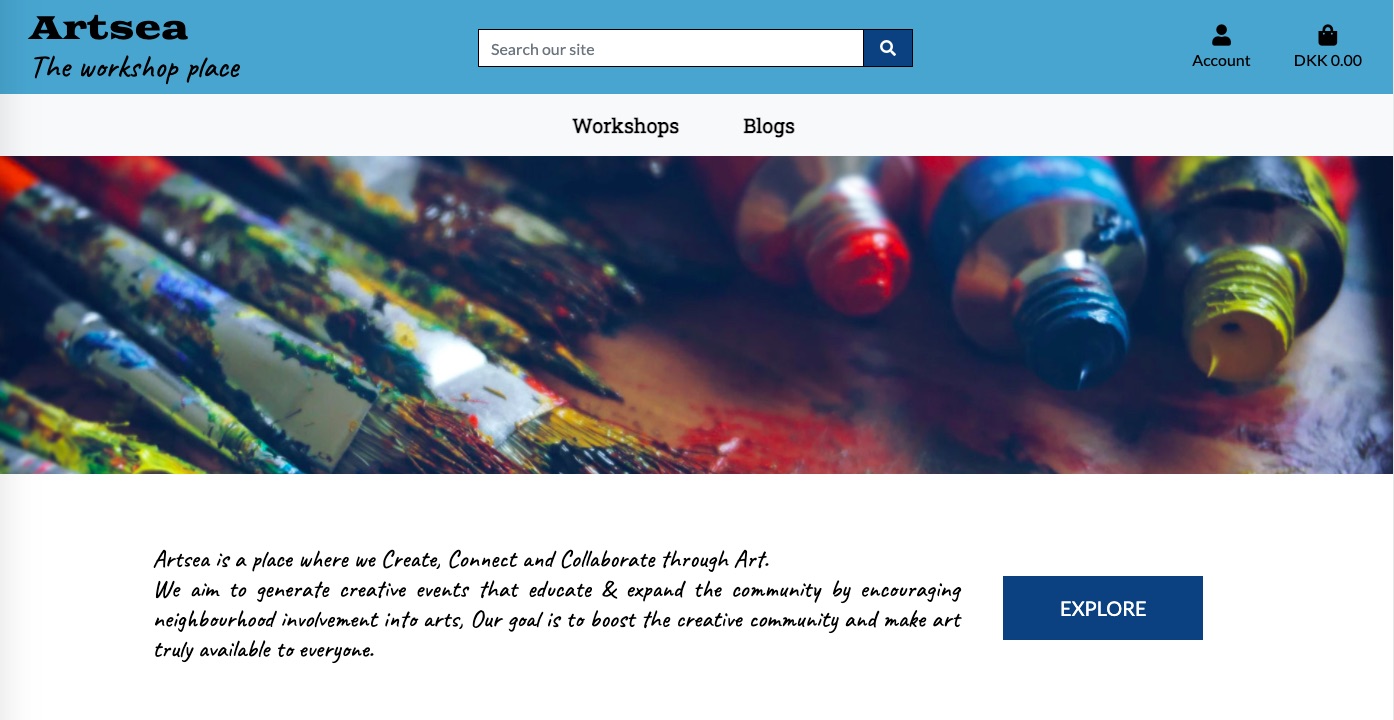 Artsea
The workshop place
Search our site
Account
DKK 0.00
Workshops Blogs
Artsea is a place where we Create, Connect and Collaborate through Art.
We aim to generate creative events that educate & expand the community by encouraging
neighbourhood involvement into arts, Our goal is to boost the creative community and make art
truly available to everyone.
EXPLORE